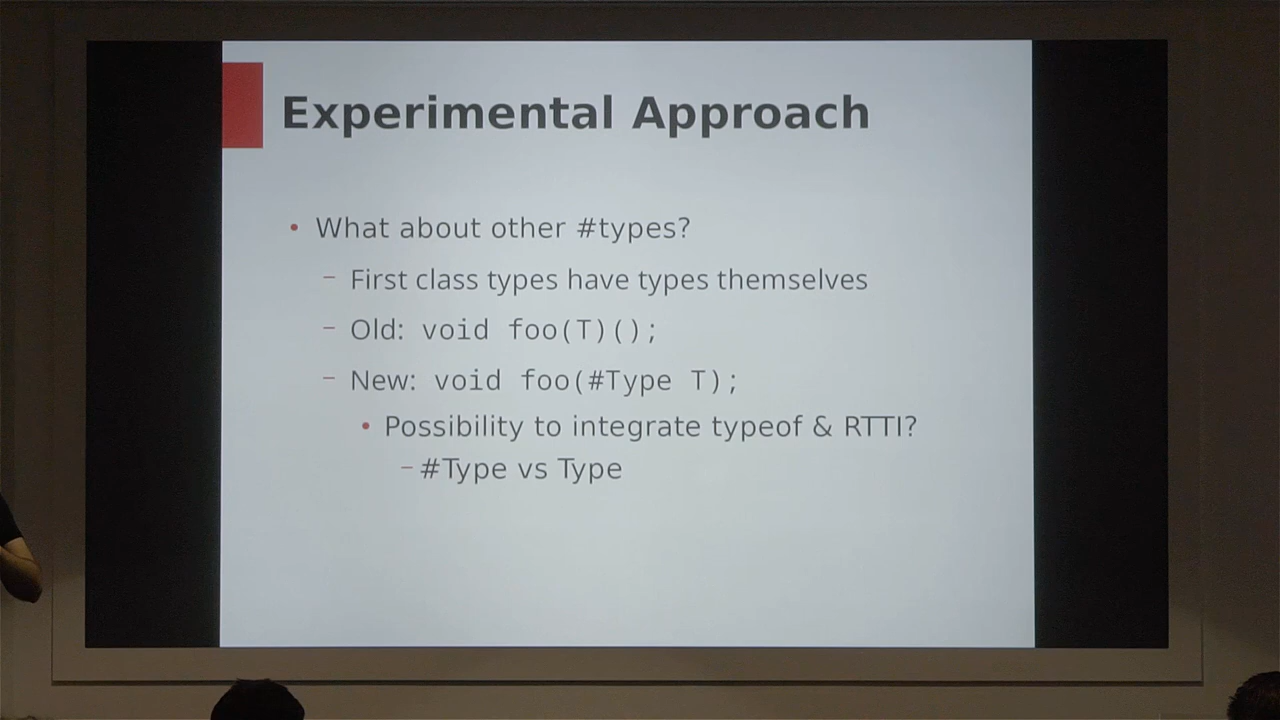 Experimental Approach
• What about other #types?
– First class types have types themselves
– Old: void foo(T)();
– New: void foo(#Type T);
• Possibility to integrate typeof & RTTI?
– #Type vs Type